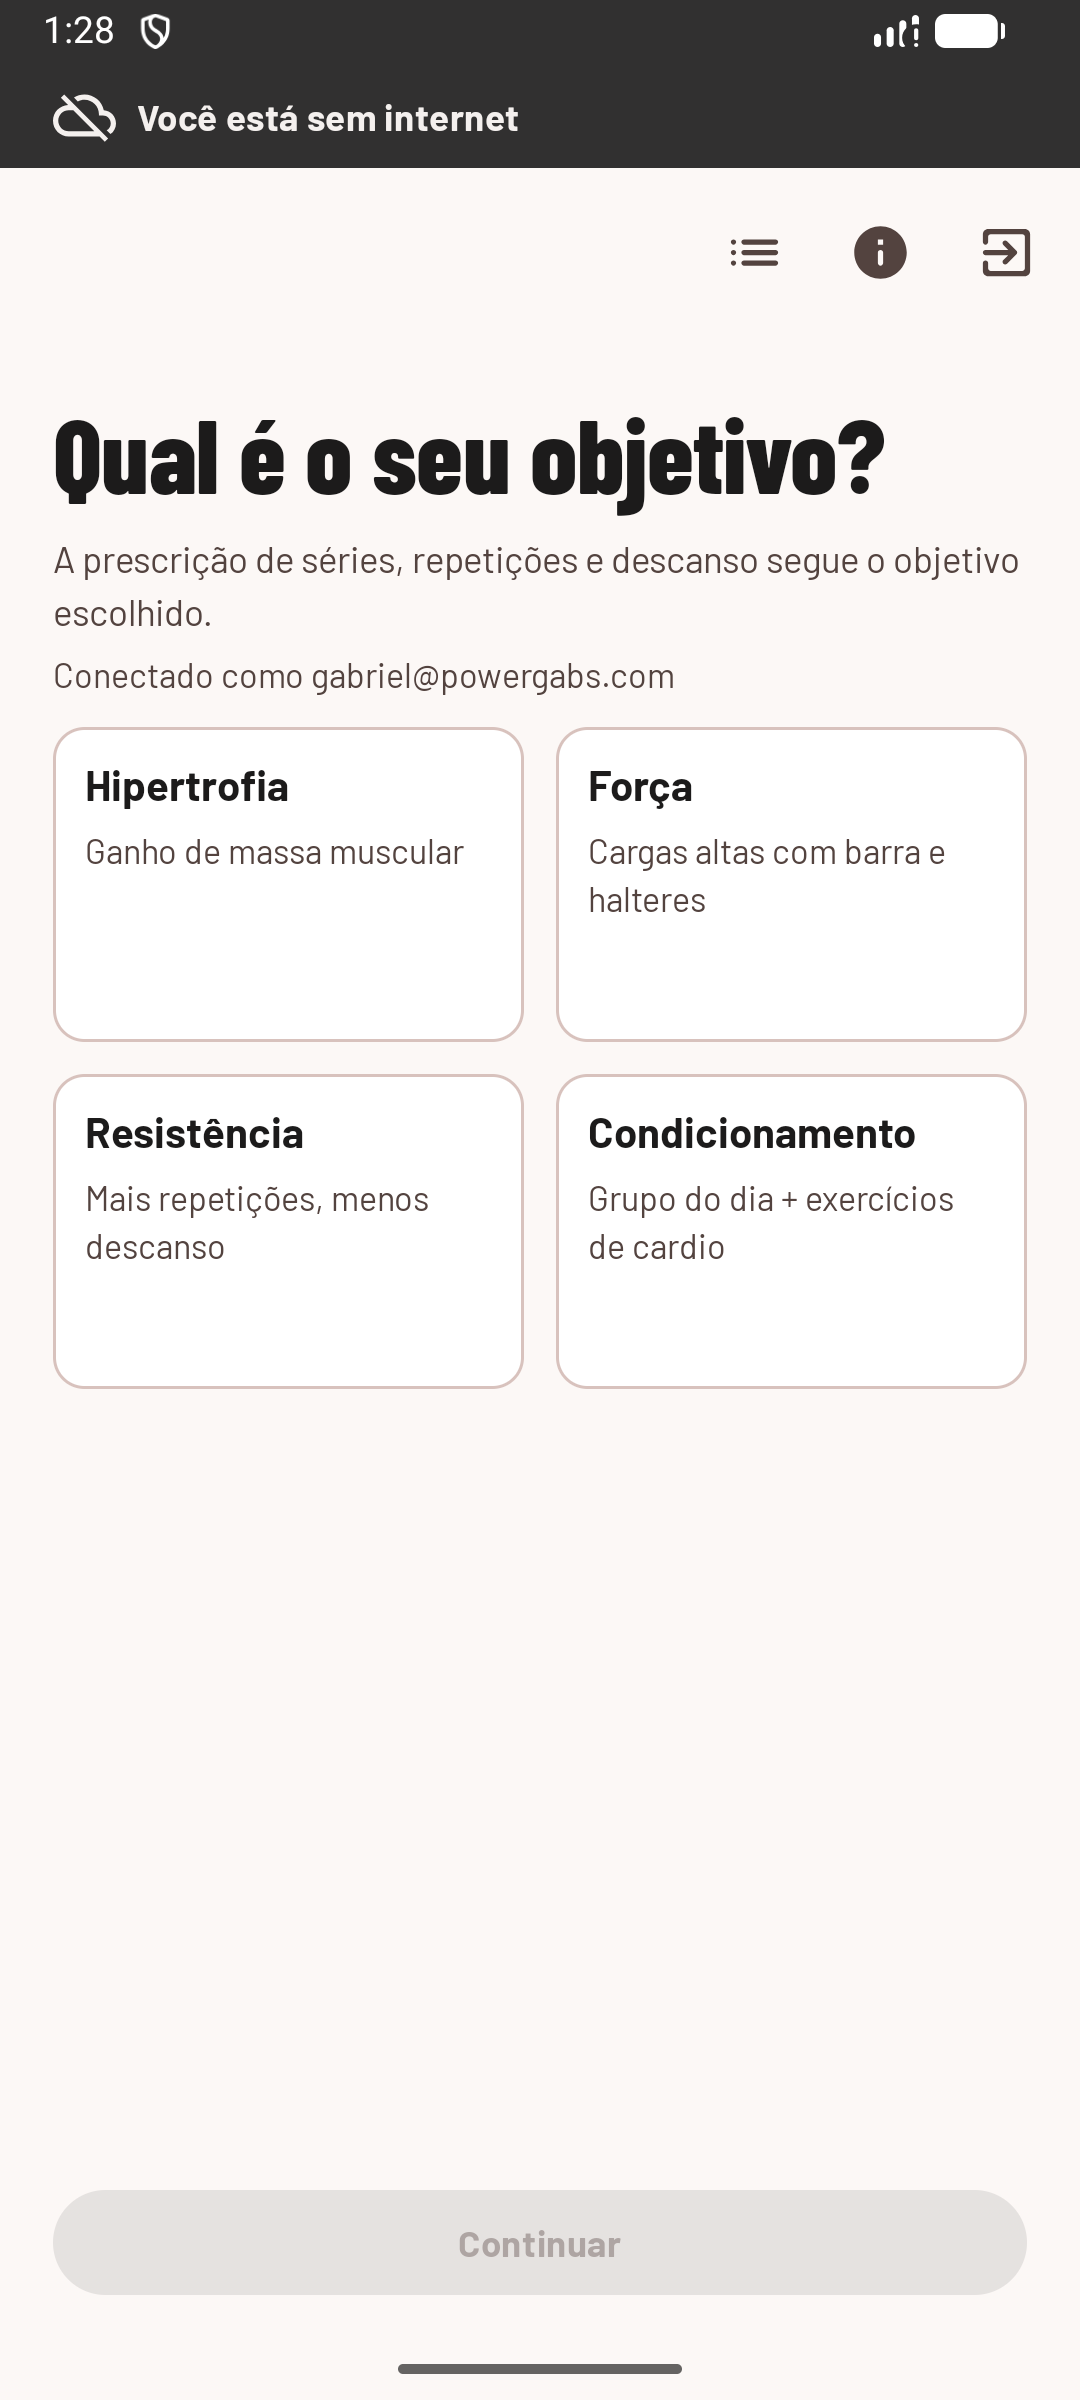 1:28
Você está sem internet
Qual é o seu objetivo?
A prescrição de séries, repetições e descanso segue o objetivo
escolhido.
Conectado como gabriel@powergabs.com
Hipertrofia
Ganho de massa muscular
Força
Cargas altas com barra e
halteres
Resistência
Mais repetições, menos
descanso
Condicionamento
Grupo do dia + exercícios
de cardio
Continuar